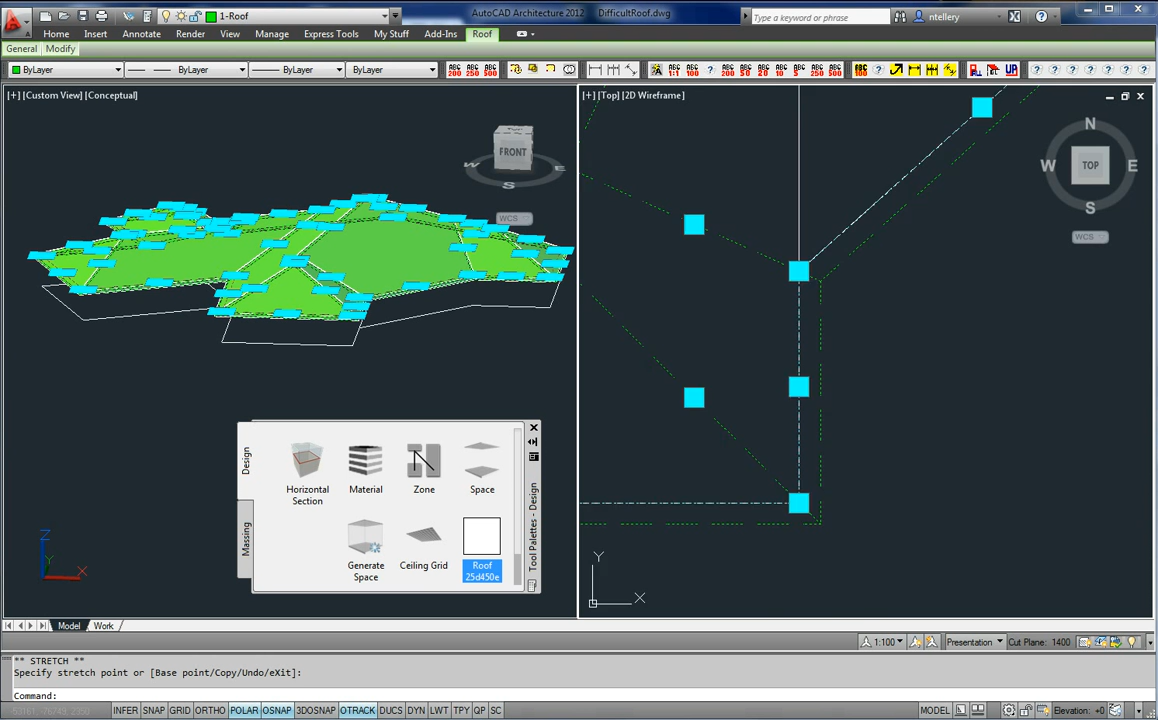 1-Roof
AutoCAD Architecture 2012 DifficultRoof.dwg
Type a keyword or phrase
ntellery
Home Insert Annotate Render View Manage Express Tools My Stuff Add-Ins Roof
General Modify
ByLayer ByLayer ByLayer ByLayer
[+] [Custom View] [Conceptual]
FRONT
W E
S
WCS
[+] [Top] [2D Wireframe]
N
W TOP E
S
WCS
Design
Massing
Horizontal Section
Material
Zone
Space
Generate Space
Ceiling Grid
Roof 25d450e
Tool Palettes - Design
Z
Y
X
Y
X
Model Work
1:100 Presentation Cut Plane: 1400
** STRETCH **
Specify stretch point or [Base point/Copy/Undo/eXit]:
Command:
INFER SNAP GRID ORTHO POLAR OSNAP 3DOSNAP OTRACK DUCS DYN LWT TPY QP SC
MODEL Elevation: +0